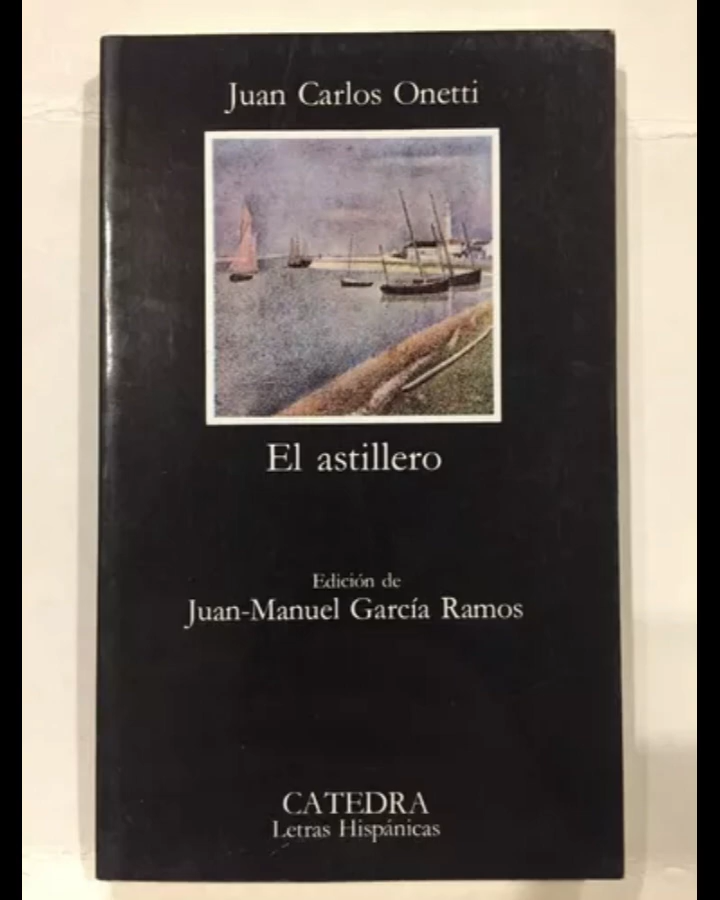 Juan Carlos Onetti
El astillero
Edición de
Juan-Manuel García Ramos
CATEDRA
Letras Hispánicas